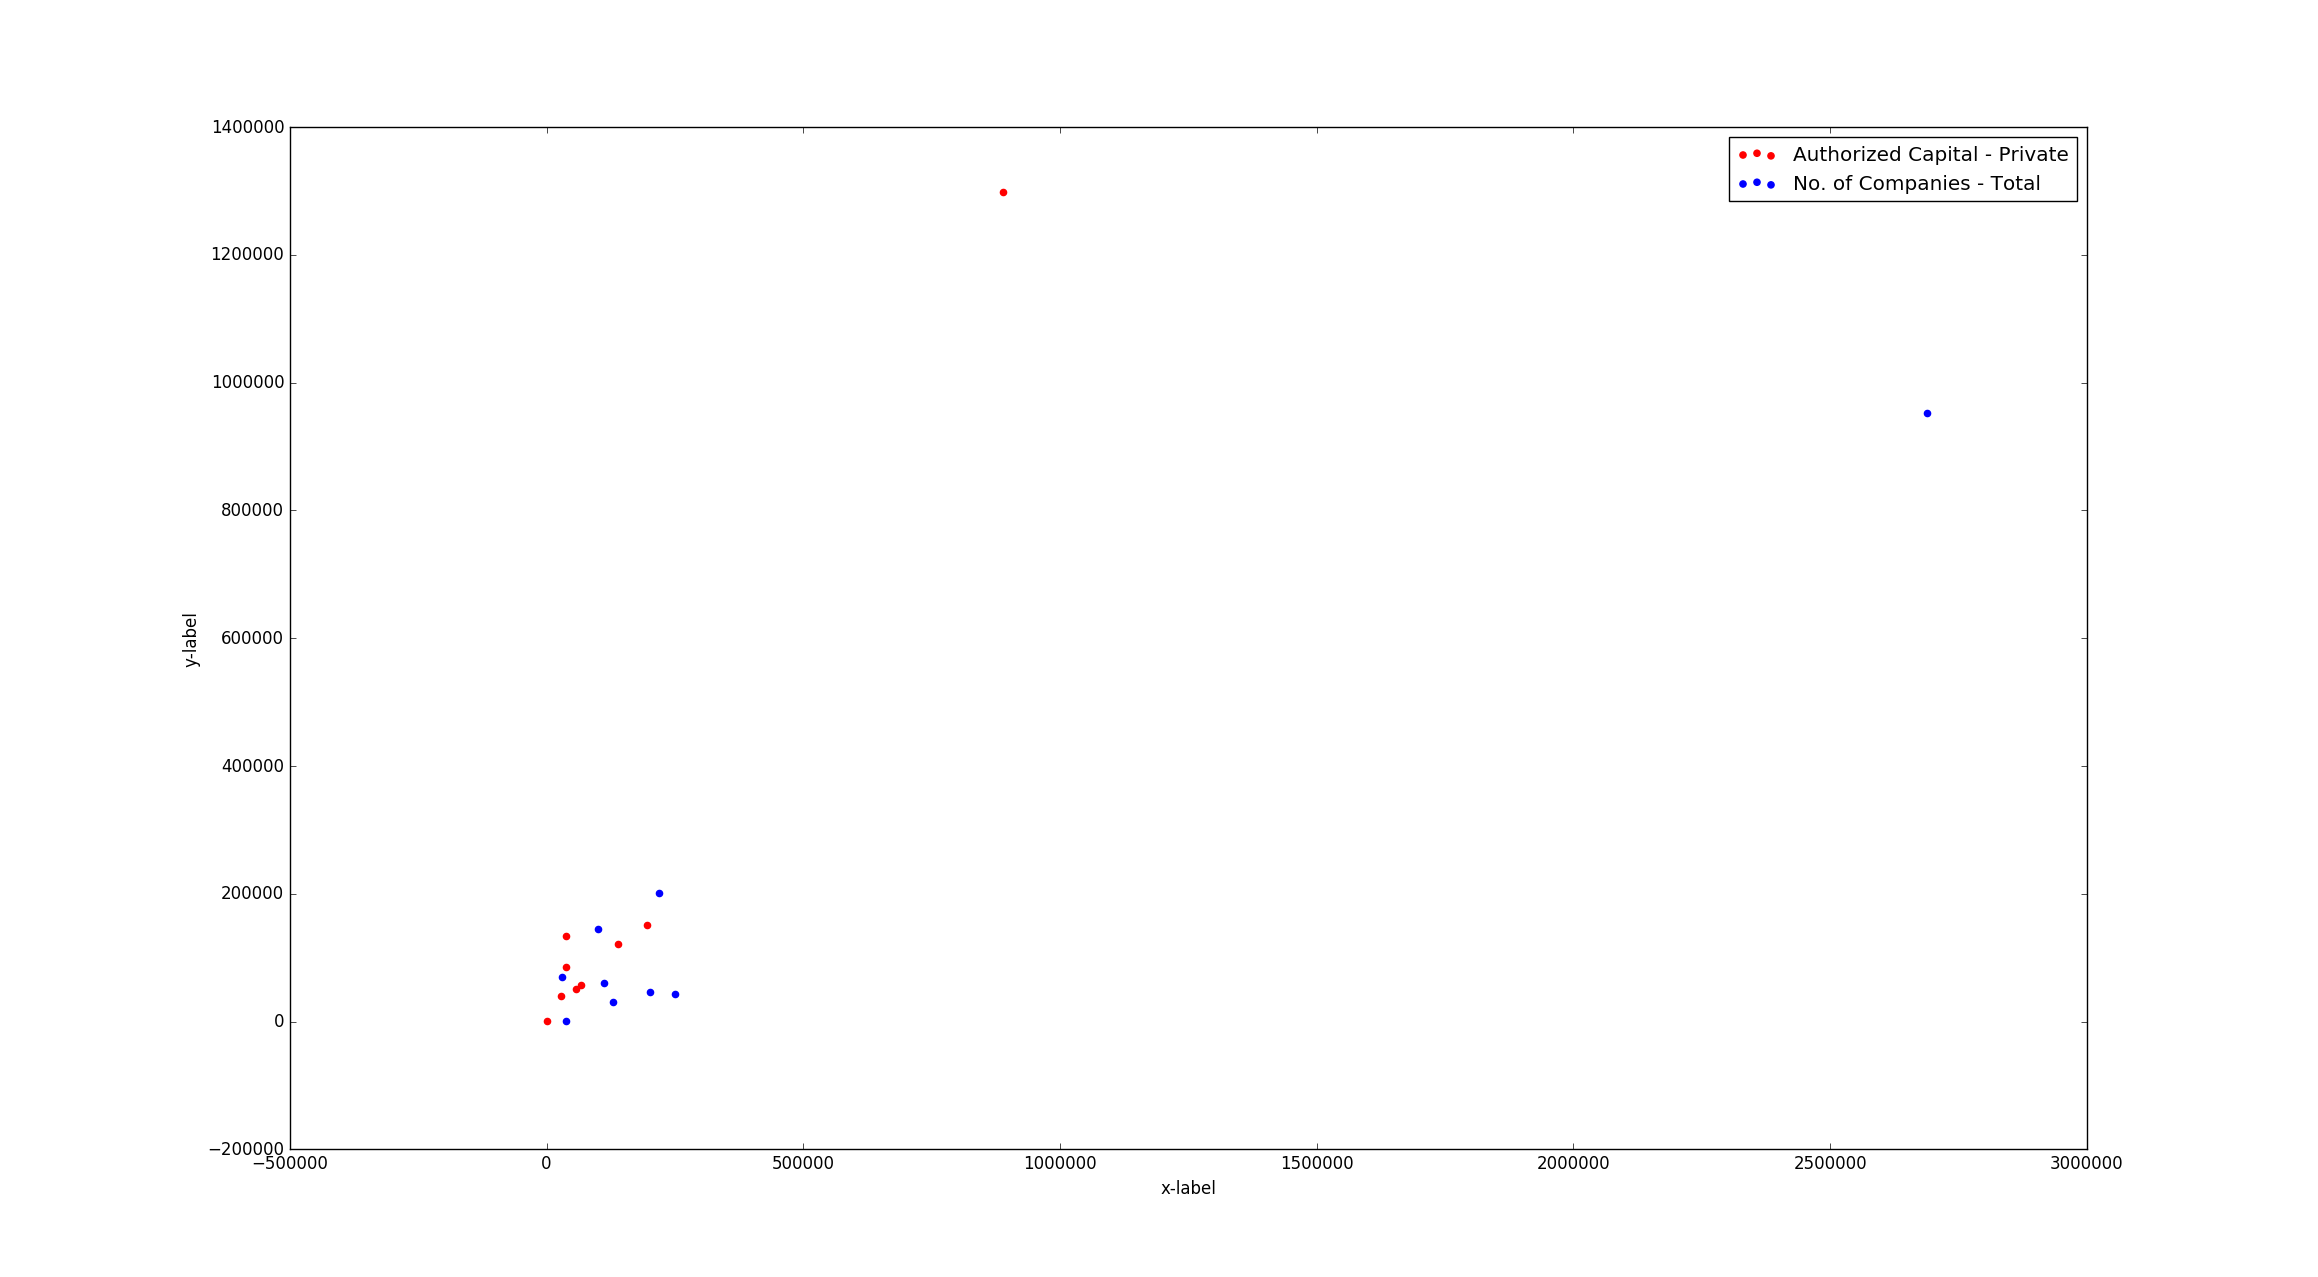 1400000
1200000
1000000
800000
600000
400000
200000
0
−200000
y-label
Authorized Capital - Private
No. of Companies - Total
−500000 0 500000 1000000 1500000 2000000 2500000 3000000
x-label